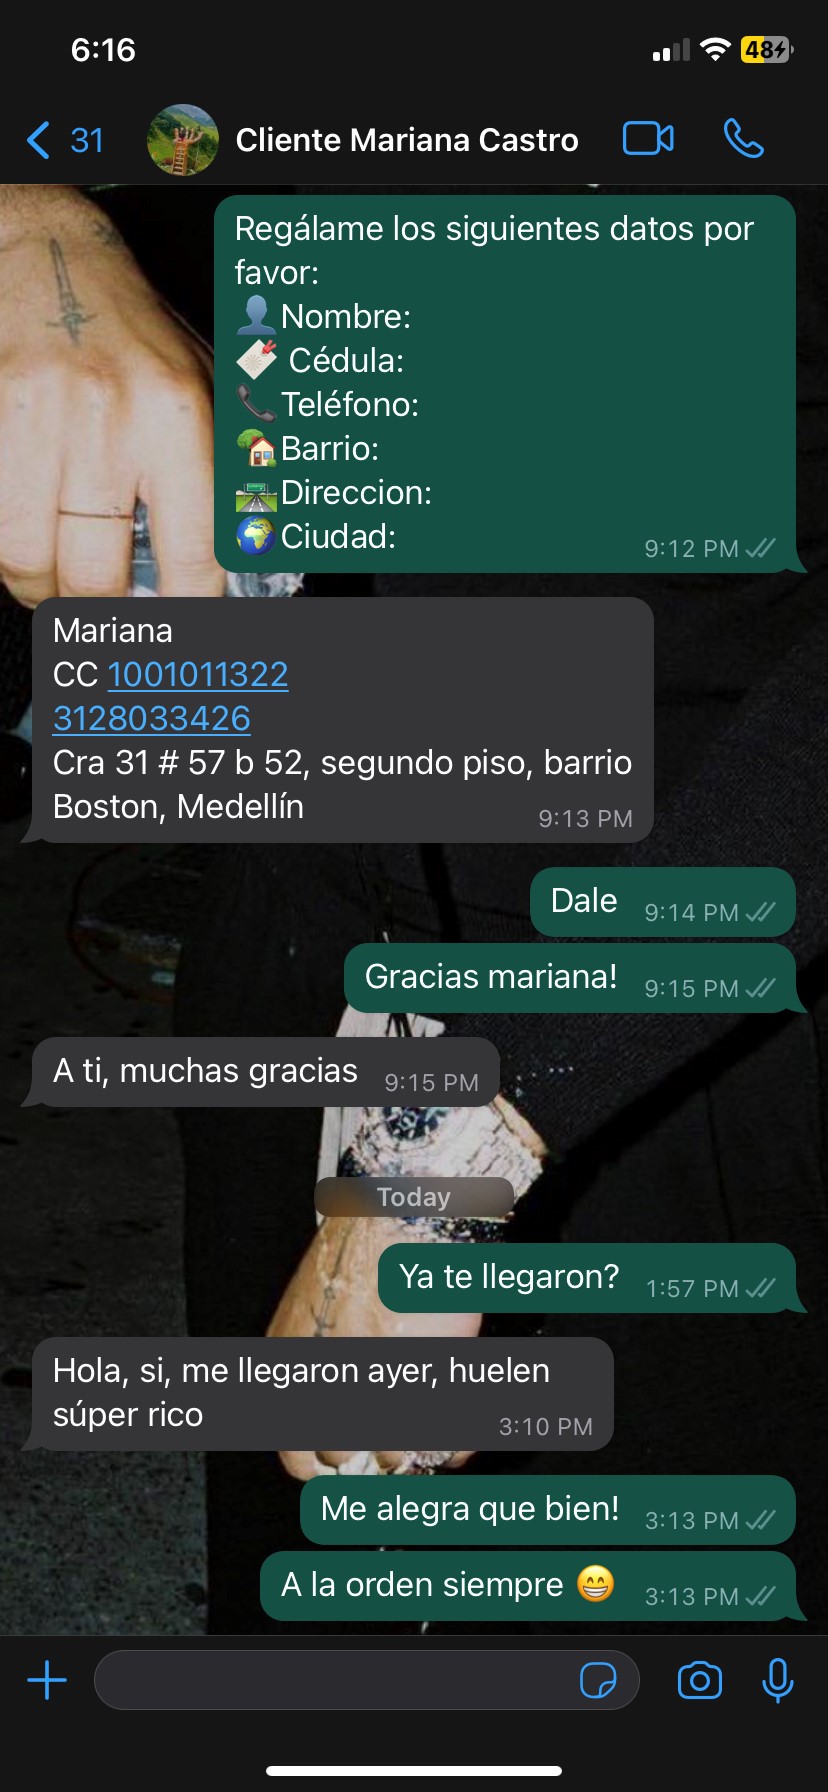 6:16
48
31
Cliente Mariana Castro
Regálame los siguientes datos por
favor:
👤Nombre:
💌 Cédula:
📞Teléfono:
🏡Barrio:
🛣️Direccion:
🌍Ciudad:
9:12 PM
Mariana
CC 1001011322
3128033426
Cra 31 # 57 b 52, segundo piso, barrio
Boston, Medellín
9:13 PM
Dale 9:14 PM
Gracias mariana! 9:15 PM
A ti, muchas gracias 9:15 PM
Today
Ya te llegaron? 1:57 PM
Hola, si, me llegaron ayer, huelen
súper rico
3:10 PM
Me alegra que bien! 3:13 PM
A la orden siempre 😁 3:13 PM